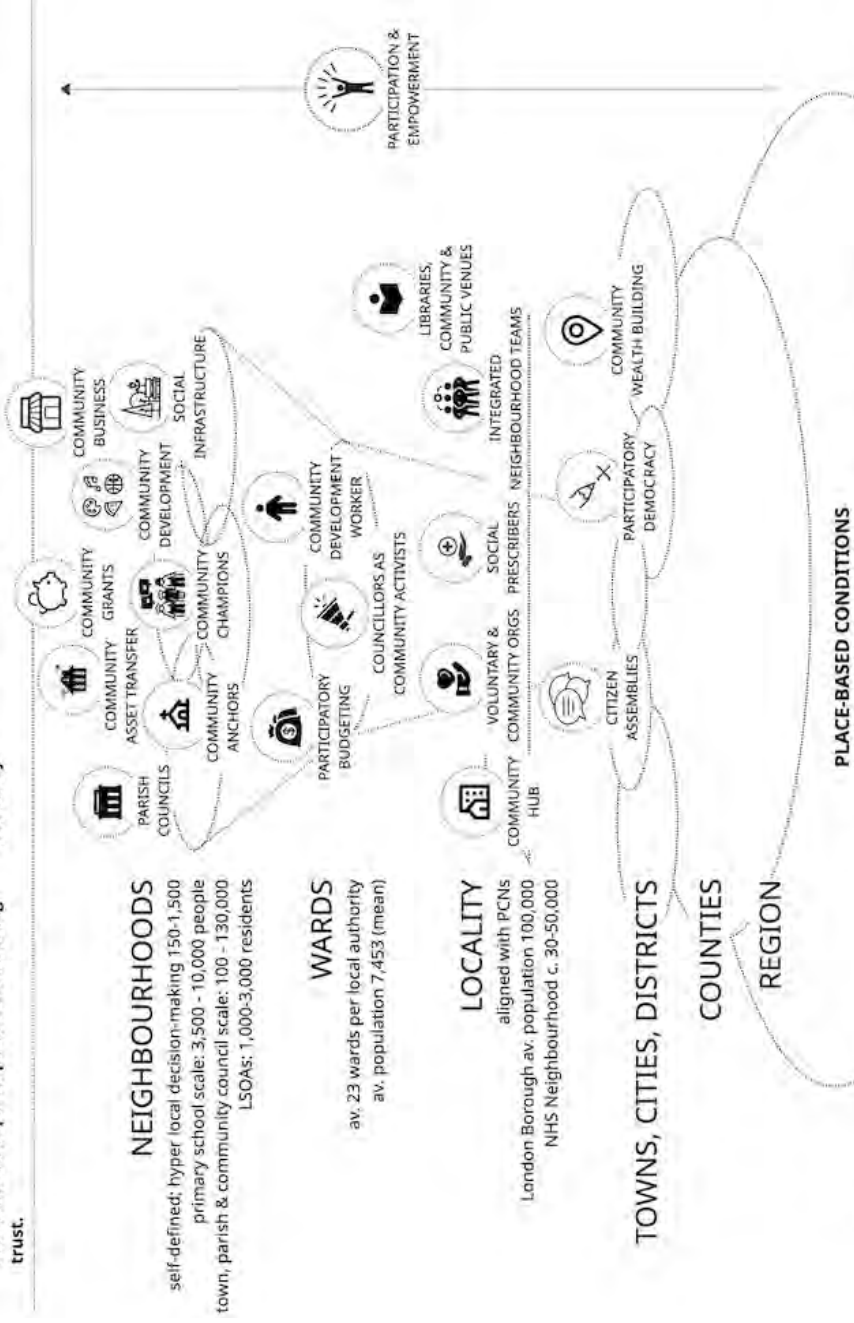 trust.
NEIGHBOURHOODS
self-defined; hyper local decision-making 150-1,500
primary school scale: 3,500 - 10,000 people
town, parish & community council scale: 100 - 130,000
LSOAs: 1,000-3,000 residents
PARISH
COUNCILS
COMMUNITY
ASSET TRANSFER
COMMUNITY
GRANTS
COMMUNITY
BUSINESS
COMMUNITY
ANCHORS
COMMUNITY
CHAMPIONS
COMMUNITY
DEVELOPMENT
SOCIAL
INFRASTRUCTURE
PARTICIPATION &
EMPOWERMENT
WARDS
av. 23 wards per local authority
av. population 7,453 (mean)
PARTICIPATORY
BUDGETING
COUNCILLORS AS
COMMUNITY ACTIVISTS
COMMUNITY
DEVELOPMENT
WORKER
LOCALITY
aligned with PCNs
London Borough av. population 100,000
NHS Neighbourhood c. 30-50,000
COMMUNITY
HUB
VOLUNTARY &
COMMUNITY ORGS
SOCIAL
PRESCRIBERS
INTEGRATED
NEIGHBOURHOOD TEAMS
LIBRARIES,
COMMUNITY &
PUBLIC VENUES
TOWNS, CITIES, DISTRICTS
CITIZEN
ASSEMBLIES
PARTICIPATORY
DEMOCRACY
COMMUNITY
WEALTH BUILDING
COUNTIES
REGION
PLACE-BASED CONDITIONS